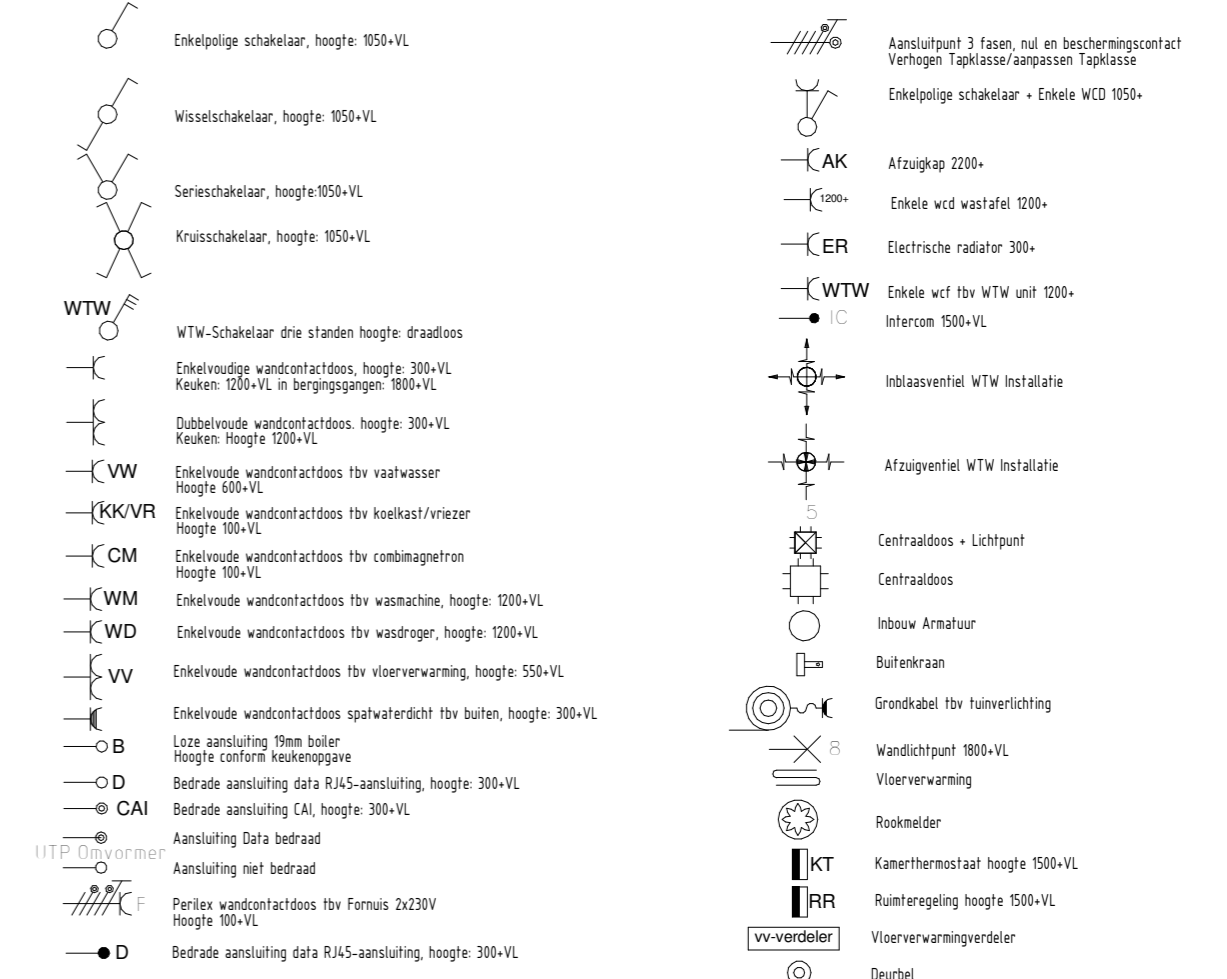 Enkelpolige schakelaar, hoogte: 1050+VL
Wisselschakelaar, hoogte: 1050+VL
Serieschakelaar, hoogte:1050+VL
Kruisschakelaar, hoogte: 1050+VL
WTW
WTW-Schakelaar drie standen hoogte: draadloos
Enkelvoudige wandcontactdoos, hoogte: 300+VL
Keuken: 1200+VL in bergingsgangen: 1800+VL
Dubbelvoude wandcontactdoos. hoogte: 300+VL
Keuken: Hoogte 1200+VL
VW
Enkelvoude wandcontactdoos tbv vaatwasser
Hoogte 600+VL
KK/VR
Enkelvoude wandcontactdoos tbv koelkast/vriezer
Hoogte 100+VL
CM
Enkelvoude wandcontactdoos tbv combimagnetron
Hoogte 100+VL
WM
Enkelvoude wandcontactdoos tbv wasmachine, hoogte: 1200+VL
WD
Enkelvoude wandcontactdoos tbv wasdroger, hoogte: 1200+VL
VV
Enkelvoude wandcontactdoos tbv vloerverwarming, hoogte: 550+VL
Enkelvoude wandcontactdoos spatwaterdicht tbv buiten, hoogte: 300+VL
B
Loze aansluiting 19mm boiler
Hoogte conform keukenopgave
D
Bedrade aansluiting data RJ45-aansluiting, hoogte: 300+VL
CAI
Bedrade aansluiting CAI, hoogte: 300+VL
Aansluiting Data bedraad
UTP Omvormer
Aansluiting niet bedraad
F
Perilex wandcontactdoos tbv Fornuis 2x230V
Hoogte 100+VL
D
Bedrade aansluiting data RJ45-aansluiting, hoogte: 300+VL
Aansluitpunt 3 fasen, nul en beschermingscontact
Verhogen Tapklasse/aanpassen Tapklasse
Enkelpolige schakelaar + Enkele WCD 1050+
AK
Afzuigkap 2200+
1200+
Enkele wcd wastafel 1200+
ER
Electrische radiator 300+
WTW
Enkele wcf tbv WTW unit 1200+
IC
Intercom 1500+VL
Inblaasventiel WTW Installatie
Afzuigventiel WTW Installatie
5
Centraaldoos + Lichtpunt
Centraaldoos
Inbouw Armatuur
Buitenkraan
Grondkabel tbv tuinverlichting
8
Wandlichtpunt 1800+VL
Vloerverwarming
Rookmelder
KT
Kamerthermostaat hoogte 1500+VL
RR
Ruimteregeling hoogte 1500+VL
vv-verdeler
Vloerverwarmingverdeler
Deurbel